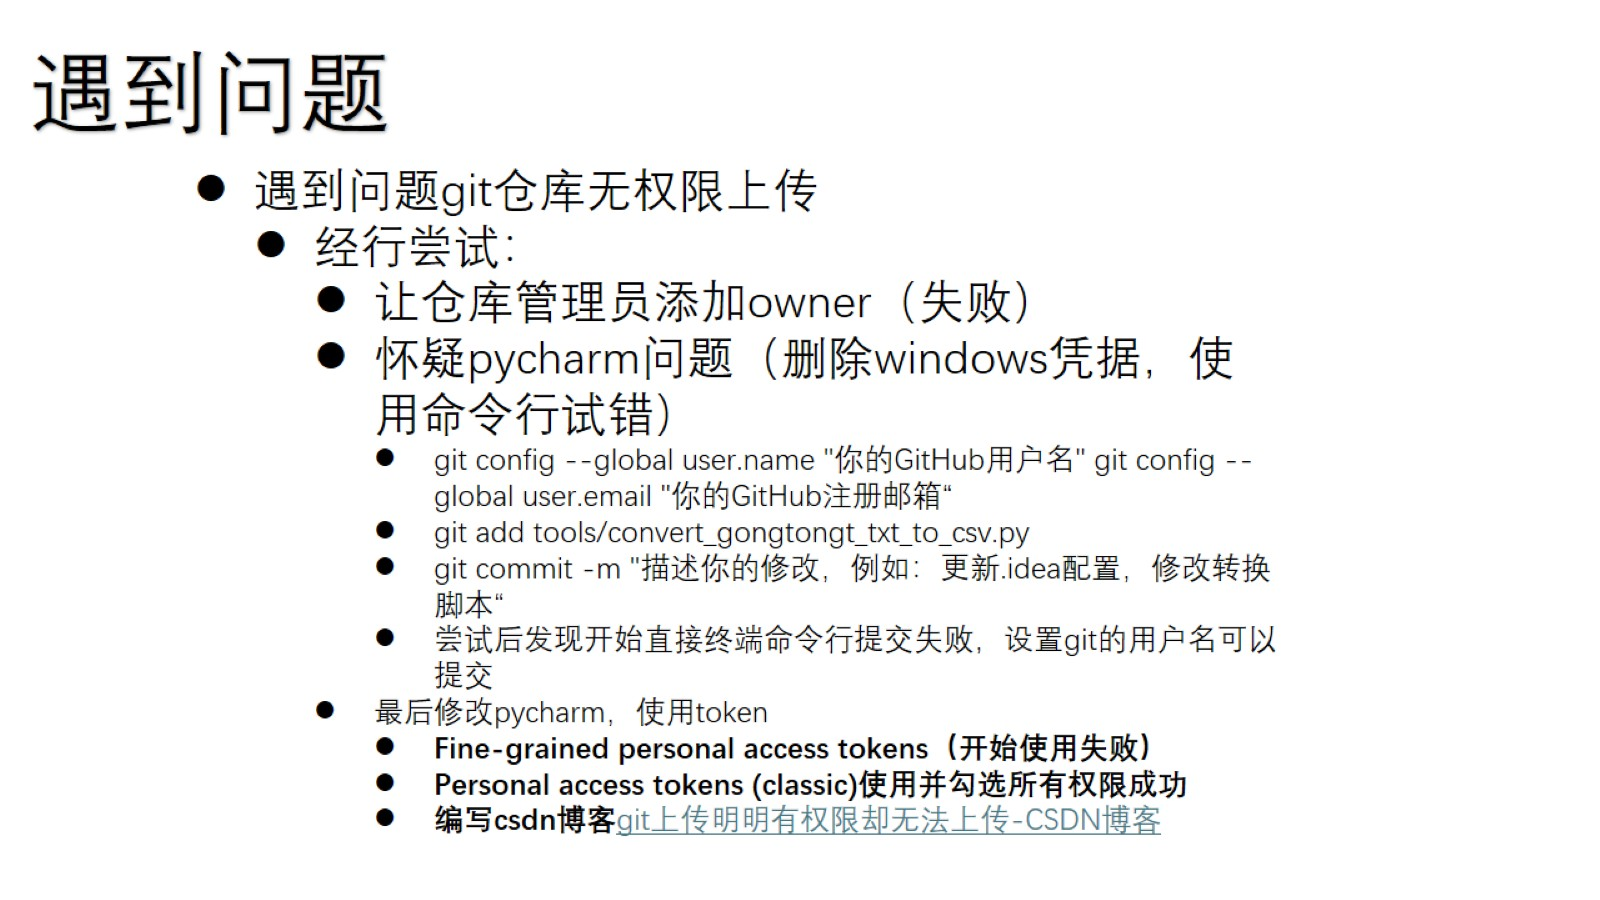 遇到问题
遇到问题git仓库无权限上传
经行尝试：
让仓库管理员添加owner（失败）
怀疑pycharm问题（删除windows凭据，使
用命令行试错）
git config --global user.name "你的GitHub用户名" git config --
global user.email "你的GitHub注册邮箱“
git add tools/convert_gongtongt_txt_to_csv.py
git commit -m "描述你的修改，例如：更新.idea配置，修改转换
脚本“
尝试后发现开始直接终端命令行提交失败，设置git的用户名可以
提交
最后修改pycharm，使用token
Fine-grained personal access tokens（开始使用失败）
Personal access tokens (classic)使用并勾选所有权限成功
编写csdn博客git上传明明有权限却无法上传-CSDN博客